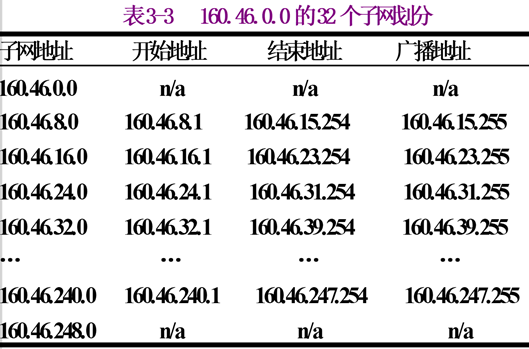 表3-3 160.46.0.0的32个子网划分
子网地址 开始地址 结束地址 广播地址
160.46.0.0 n/a n/a n/a
160.46.8.0 160.46.8.1 160.46.15.254 160.46.15.255
160.46.16.0 160.46.16.1 160.46.23.254 160.46.23.255
160.46.24.0 160.46.24.1 160.46.31.254 160.46.31.255
160.46.32.0 160.46.32.1 160.46.39.254 160.46.39.255
… … … …
160.46.240.0 160.46.240.1 160.46.247.254 160.46.247.255
160.46.248.0 n/a n/a n/a